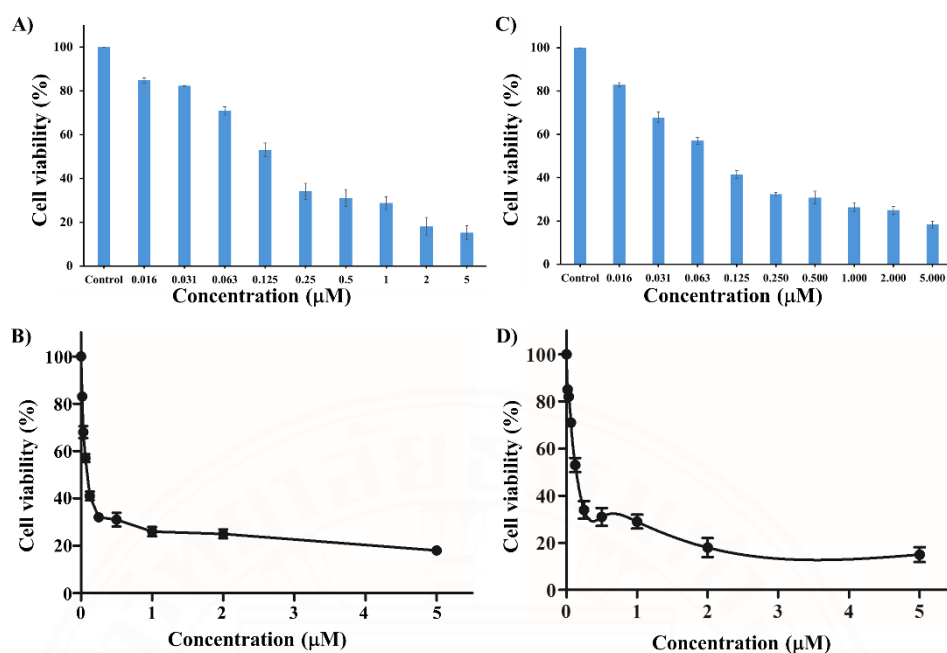 A)
100
80
60
40
20
0
Cell viability (%)
Control 0.016 0.031 0.063 0.125 0.25 0.5 1 2 5
Concentration (μM)
C)
100
80
60
40
20
0
Cell viability (%)
Control 0.016 0.031 0.063 0.125 0.250 0.500 1.000 2.000 5.000
Concentration (μM)
B)
100
80
60
40
20
0
Cell viability (%)
0 1 2 3 4 5
Concentration (μM)
D)
100
80
60
40
20
0
Cell viability (%)
0 1 2 3 4 5
Concentration (μM)